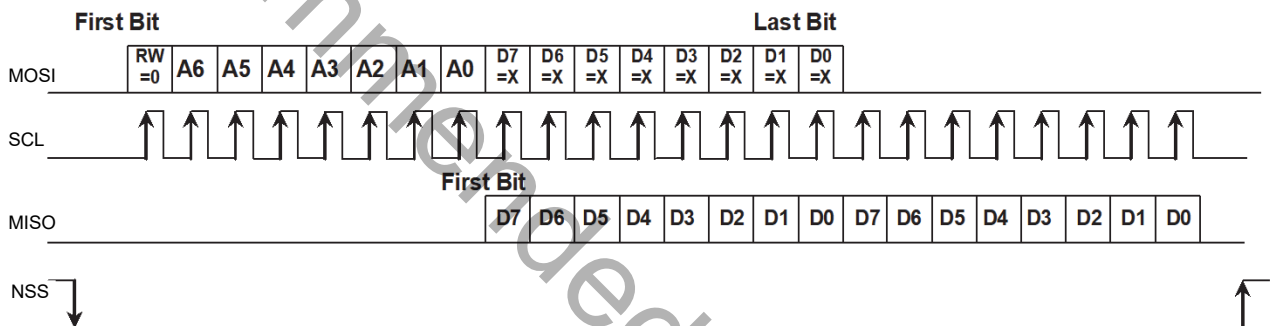 First Bit Last Bit
MOSI RW =0 A6 A5 A4 A3 A2 A1 A0 D7 =X D6 =X D5 =X D4 =X D3 =X D2 =X D1 =X D0 =X
SCL
First Bit
MISO D7 D6 D5 D4 D3 D2 D1 D0 D7 D6 D5 D4 D3 D2 D1 D0
NSS
mmended